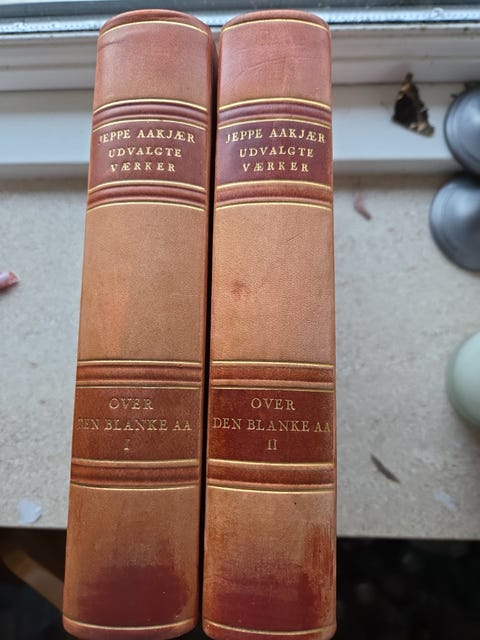 JEPPE AAKJÆR
UDVALGTE
VÆRKER
OVER
DEN BLANKE AA
I
JEPPE AAKJÆR
UDVALGTE
VÆRKER
OVER
DEN BLANKE AA
II